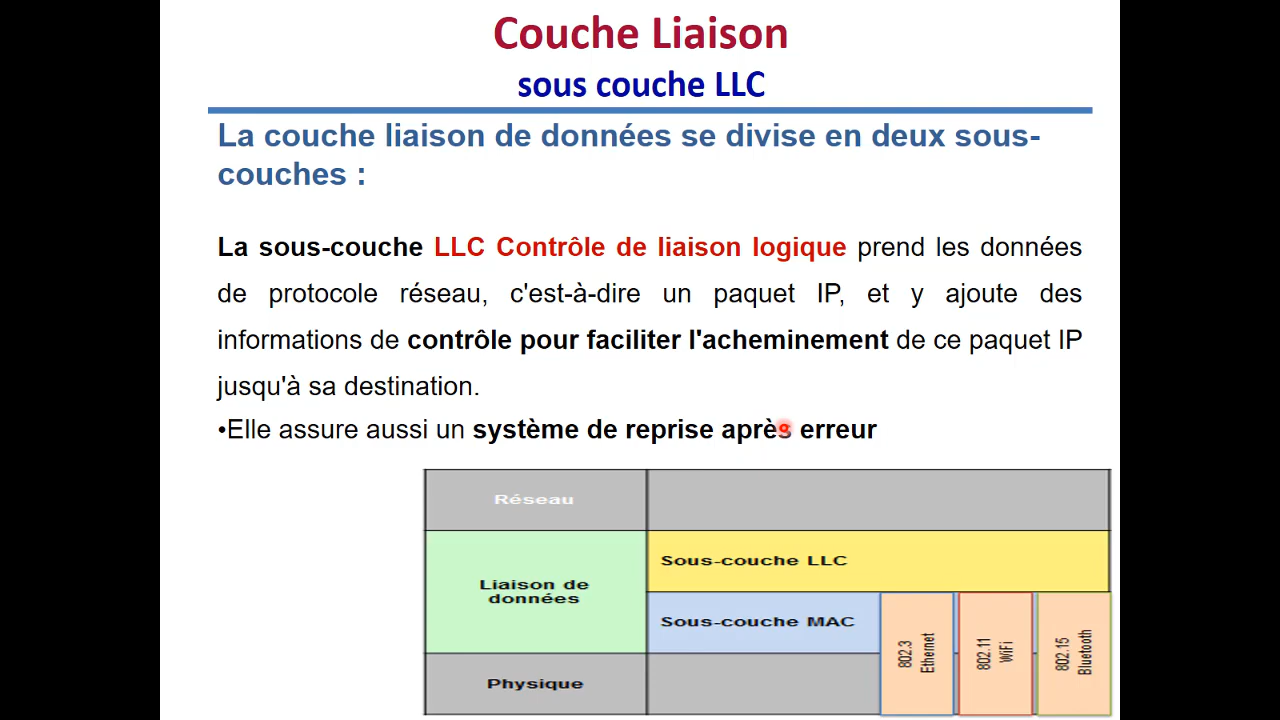 Couche Liaison
sous couche LLC
La couche liaison de données se divise en deux sous-
couches :
La sous-couche LLC Contrôle de liaison logique prend les données
de protocole réseau, c'est-à-dire un paquet IP, et y ajoute des
informations de contrôle pour faciliter l'acheminement de ce paquet IP
jusqu'à sa destination.
•Elle assure aussi un système de reprise après erreur
Réseau
Sous-couche LLC
Liaison de
données
Sous-couche MAC
802.3
Ethernet
802.11
WiFi
802.15
Bluetooth
Physique